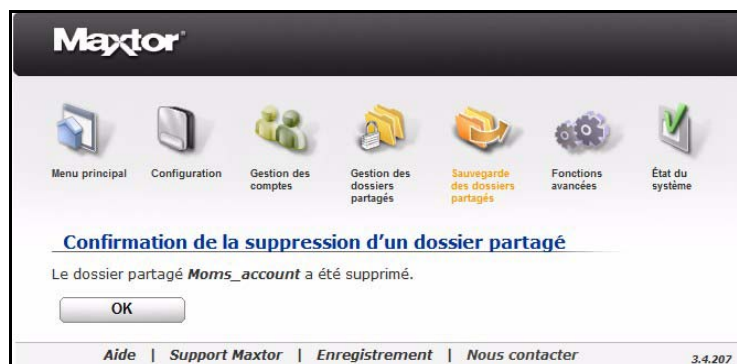 Maxtor
Menu principal
Configuration
Gestion des
comptes
Gestion des
dossiers
partagés
Sauvegarde
des dossiers
partagés
Fonctions
avancées
État du
système
Confirmation de la suppression d'un dossier partagé
Le dossier partagé Moms_account a été supprimé.
OK
Aide | Support Maxtor | Enregistrement | Nous contacter
3.4.207